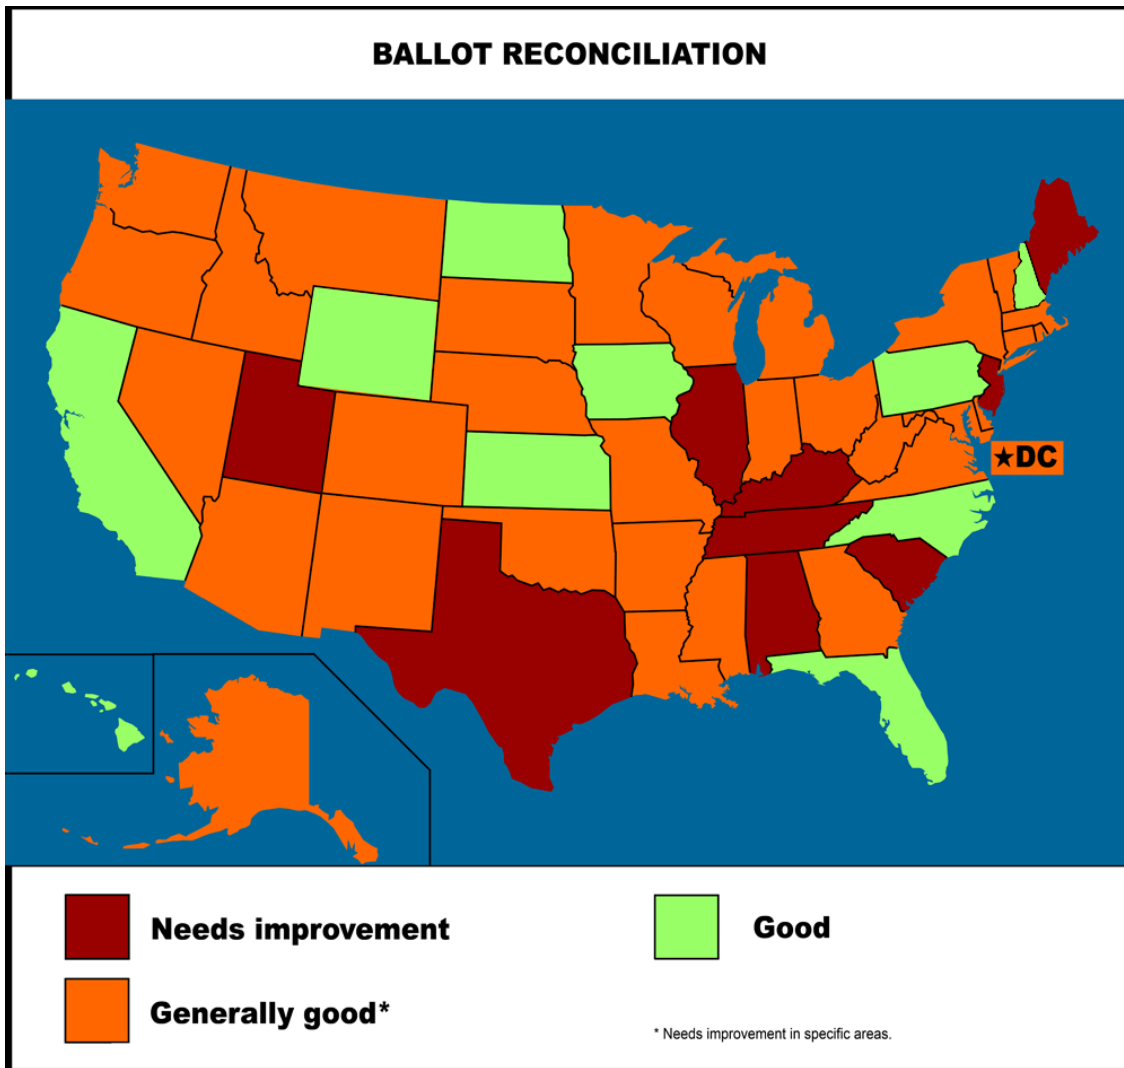 BALLOT RECONCILIATION
★DC
Needs improvement
Good
Generally good*
* Needs improvement in specific areas.